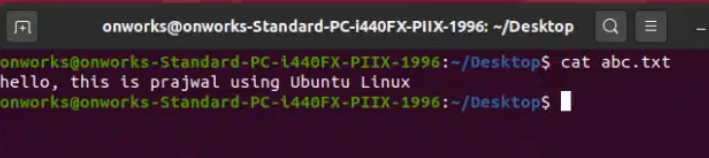 onworks@onworks-Standard-PC-i440FX-PIIX-1996: ~/Desktop
onworks@onworks-Standard-PC-i440FX-PIIX-1996:~/Desktop$ cat abc.txt
hello, this is prajwal using Ubuntu Linux
onworks@onworks-Standard-PC-i440FX-PIIX-1996:~/Desktop$